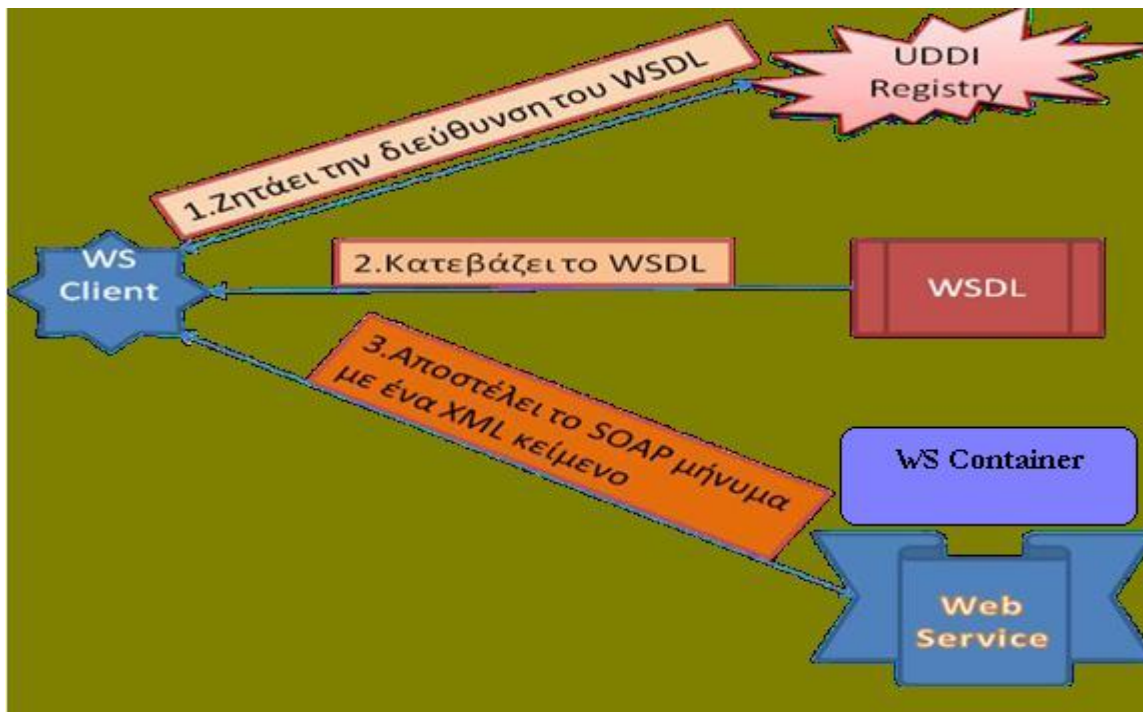 UDDI
Registry
1.Ζητάει την διεύθυνση του WSDL
WS
Client
2.Κατεβάζει το WSDL
WSDL
3.Αποστέλει το SOAP μήνυμα
με ένα XML κείμενο
WS Container
Web
Service